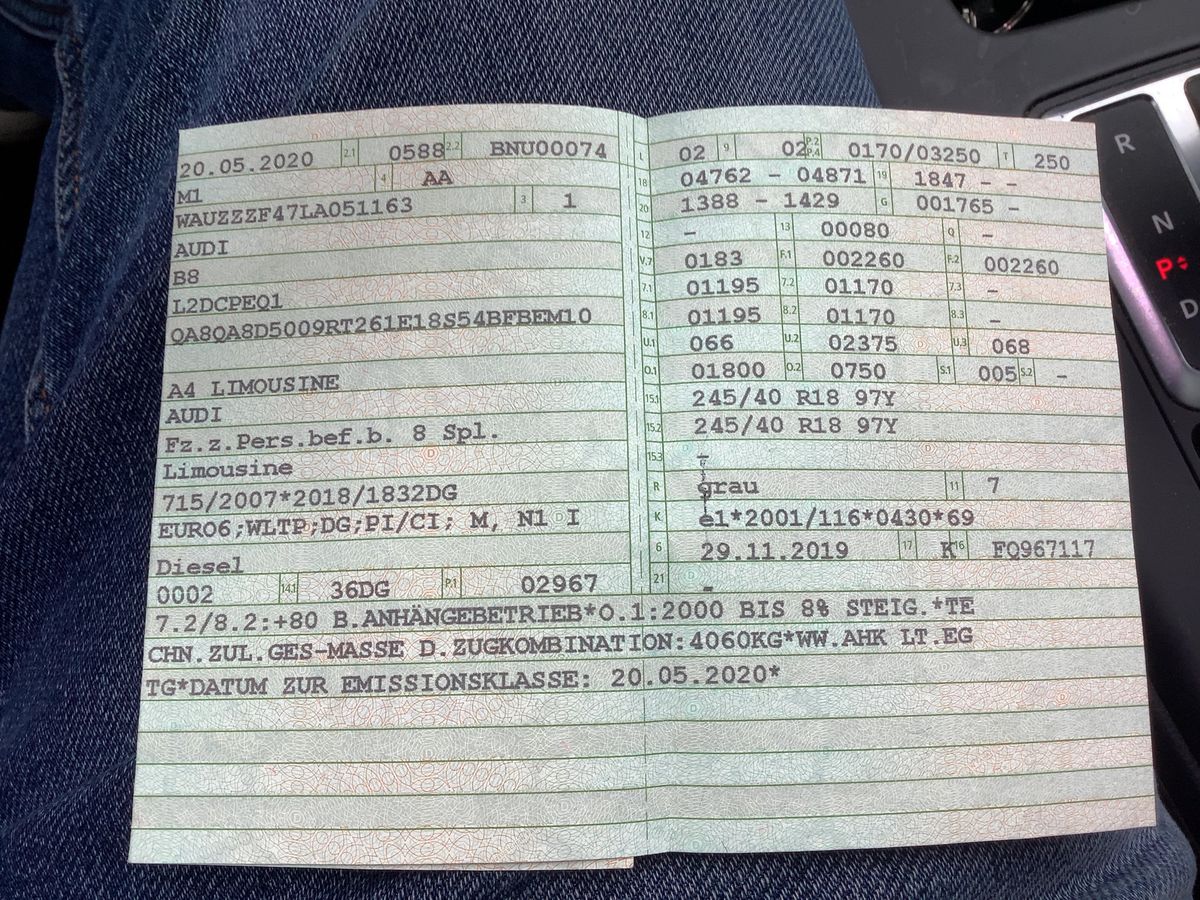 20.05.2020 2.1 0588 2.2 BNU00074
M1 4 AA
WAUZZZF47LA051163 3 1
AUDI
B8
L2DCPEQ1
QA8QA8D5009RT261E18S54BFBEM10
A4 LIMOUSINE
AUDI
Fz.z.Pers.bef.b. 8 Spl.
Limousine
715/2007*2018/1832DG
EURO6;WLTP;DG;PI/CI; M, N1 I
Diesel
0002 14.1 36DG P.1 02967
L 02 9 02 P.2 P.4 0170/03250 T 250
18 04762 - 04871 19 1847 - -
20 1388 - 1429 G 001765 -
12 - 13 00080 Q -
V.7 0183 F.1 002260 F.2 002260
7.1 01195 7.2 01170 7.3 -
8.1 01195 8.2 01170 8.3 -
U.1 066 U.2 02375 U.3 068
O.1 01800 O.2 0750 S.1 005 S.2 -
15.1 245/40 R18 97Y
15.2 245/40 R18 97Y
15.3 -
R grau 11 7
K e1*2001/116*0430*69
6 29.11.2019 17 K 16 FQ967117
21 -
7.2/8.2:+80 B.ANHÄNGEBETRIEB*O.1:2000 BIS 8% STEIG.*TE
CHN.ZUL.GES-MASSE D.ZUGKOMBINATION:4060KG*WW.AHK LT.EG
TG*DATUM ZUR EMISSIONSKLASSE: 20.05.2020*
R
N
P
D